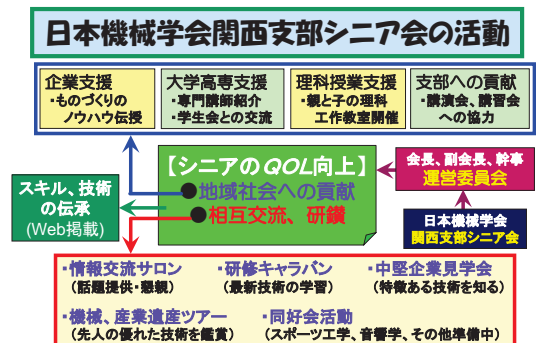 日本機械学会関西支部シニア会の活動
企業支援
・ものづくりの
ノウハウ伝授
大学高専支援
・専門講師紹介
・学生会との交流
理科授業支援
・親と子の理科
工作教室開催
支部への貢献
・講演会、講習会
への協力
【シニアのQOL向上】
●地域社会への貢献
●相互交流、研鑽
スキル、技術
の伝承
(Web掲載)
会長、副会長、幹事
運営委員会
日本機械学会
関西支部シニア会
・情報交流サロン
(話題提供・懇親)
・研修キャラバン
(最新技術の学習)
・中堅企業見学会
(特徴ある技術を知る)
・機械、産業遺産ツアー
(先人の優れた技術を鑑賞)
・同好会活動
(スポーツ工学、音響学、その他準備中)